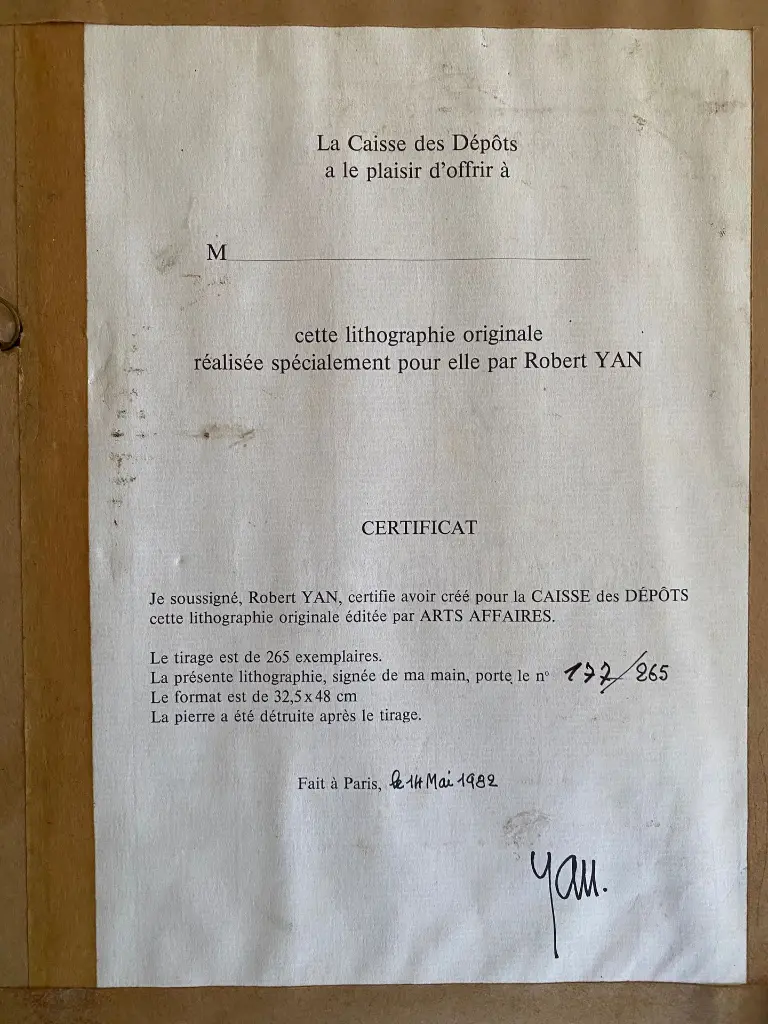 La Caisse des Dépôts
a le plaisir d'offrir à
M
cette lithographie originale
réalisée spécialement pour elle par Robert YAN
CERTIFICAT
Je soussigné, Robert YAN, certifie avoir créé pour la CAISSE des DÉPÔTS
cette lithographie originale éditée par ARTS AFFAIRES.
Le tirage est de 265 exemplaires.
La présente lithographie, signée de ma main, porte le n° 177/265
Le format est de 32,5 x 48 cm
La pierre a été détruite après le tirage.
Fait à Paris, le 14 Mai 1982
Yan.